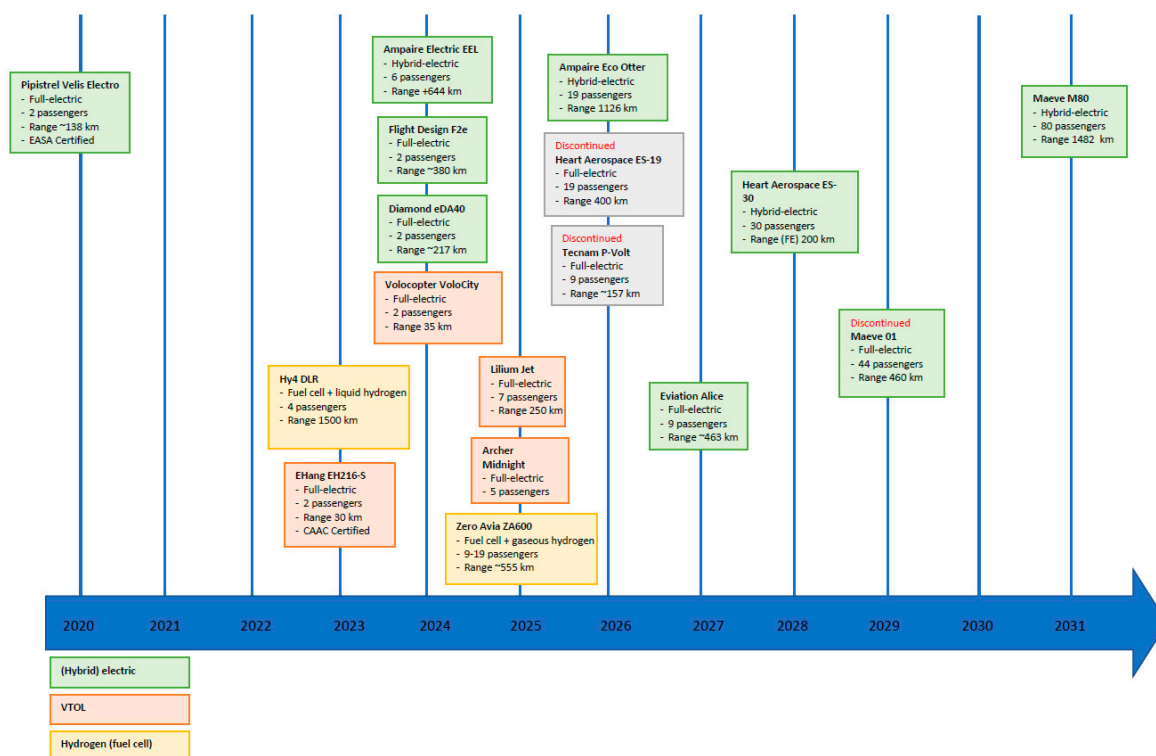 Pipistrel Velis Electro
- Full-electric
- 2 passengers
- Range ~138 km
- EASA Certified
Hy4 DLR
- Fuel cell + liquid hydrogen
- 4 passengers
- Range 1500 km
EHang EH216-S
- Full-electric
- 2 passengers
- Range 30 km
- CAAC Certified
Ampaire Electric EEL
- Hybrid-electric
- 6 passengers
- Range +644 km
Flight Design F2e
- Full-electric
- 2 passengers
- Range ~380 km
Diamond eDA40
- Full-electric
- 2 passengers
- Range ~217 km
Volocopter VoloCity
- Full-electric
- 2 passengers
- Range 35 km
Lilium Jet
- Full-electric
- 7 passengers
- Range 250 km
Archer
Midnight
- Full-electric
- 5 passengers
Zero Avia ZA600
- Fuel cell + gaseous hydrogen
- 9-19 passengers
- Range ~555 km
Ampaire Eco Otter
- Hybrid-electric
- 19 passengers
- Range 1126 km
Discontinued
Heart Aerospace ES-19
- Full-electric
- 19 passengers
- Range 400 km
Discontinued
Tecnam P-Volt
- Full-electric
- 9 passengers
- Range ~157 km
Eviation Alice
- Full-electric
- 9 passengers
- Range ~463 km
Heart Aerospace ES-
30
- Hybrid-electric
- 30 passengers
- Range (FE) 200 km
Discontinued
Maeve 01
- Full-electric
- 44 passengers
- Range 460 km
Maeve M80
- Hybrid-electric
- 80 passengers
- Range 1482 km
2020 2021 2022 2023 2024 2025 2026 2027 2028 2029 2030 2031
(Hybrid) electric
VTOL
Hydrogen (fuel cell)